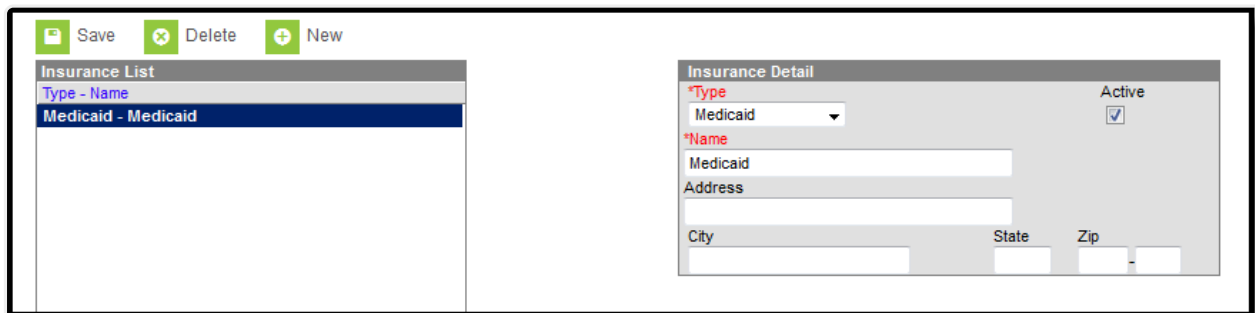 Save Delete New
Insurance List
Type - Name
Medicaid - Medicaid
Insurance Detail
*Type Active
Medicaid
*Name
Medicaid
Address
City State Zip
-